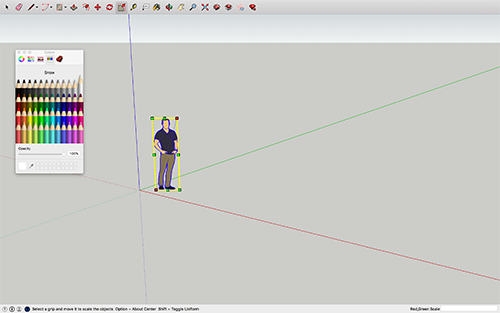 Colors
Snow
Opacity
100%
Select a grip and move it to scale the objects. Option = About Center. Shift = Toggle Uniform
Red,Green Scale